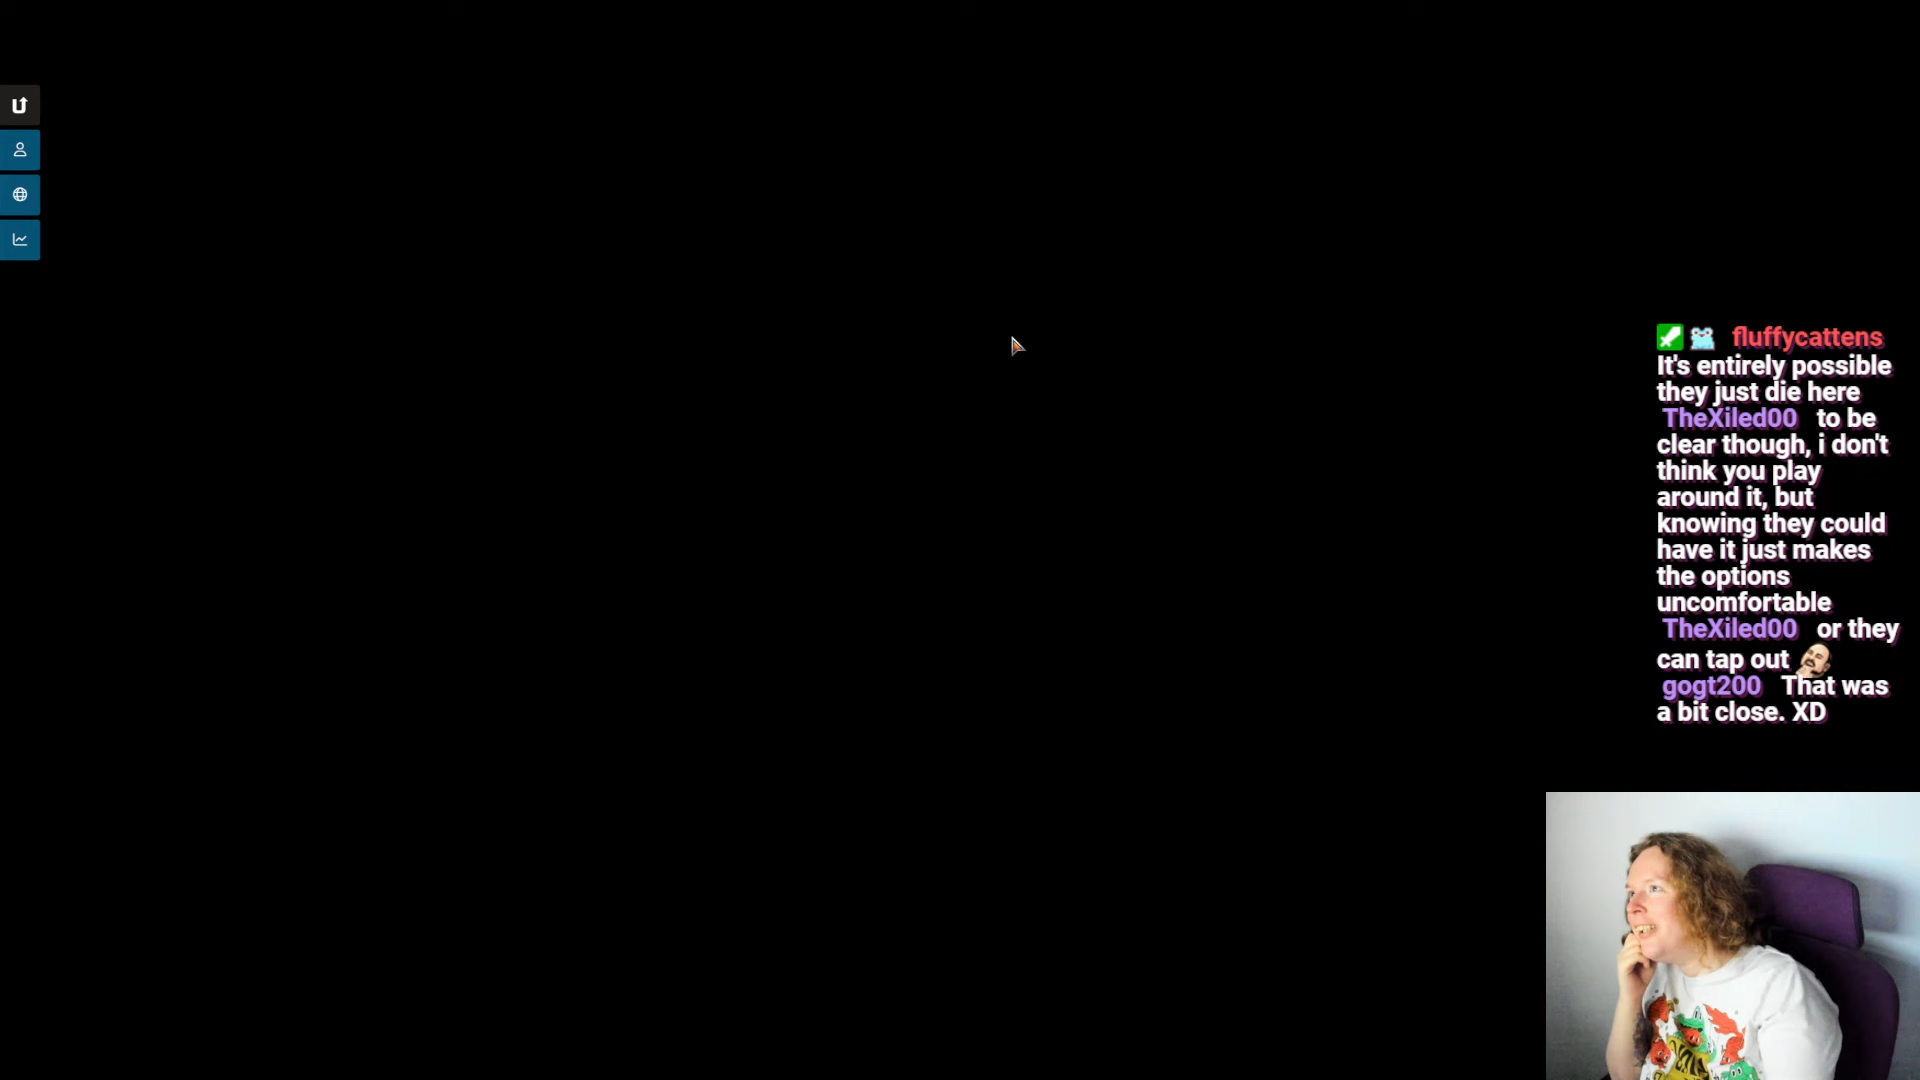 fluffycattens
It's entirely possible
they just die here
TheXiled00 to be
clear though, i don't
think you play
around it, but
knowing they could
have it just makes
the options
uncomfortable
TheXiled00 or they
can tap out
gogt200 That was
a bit close. XD